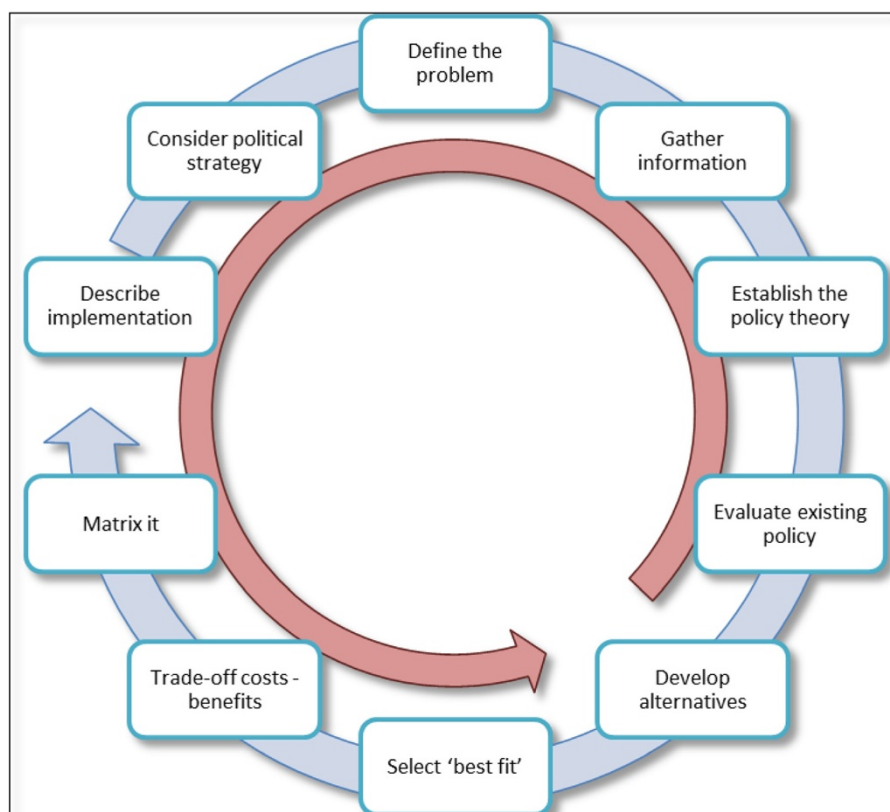 Define the
problem
Gather
information
Establish the
policy theory
Evaluate existing
policy
Develop
alternatives
Select ‘best fit’
Trade-off costs -
benefits
Matrix it
Describe
implementation
Consider political
strategy